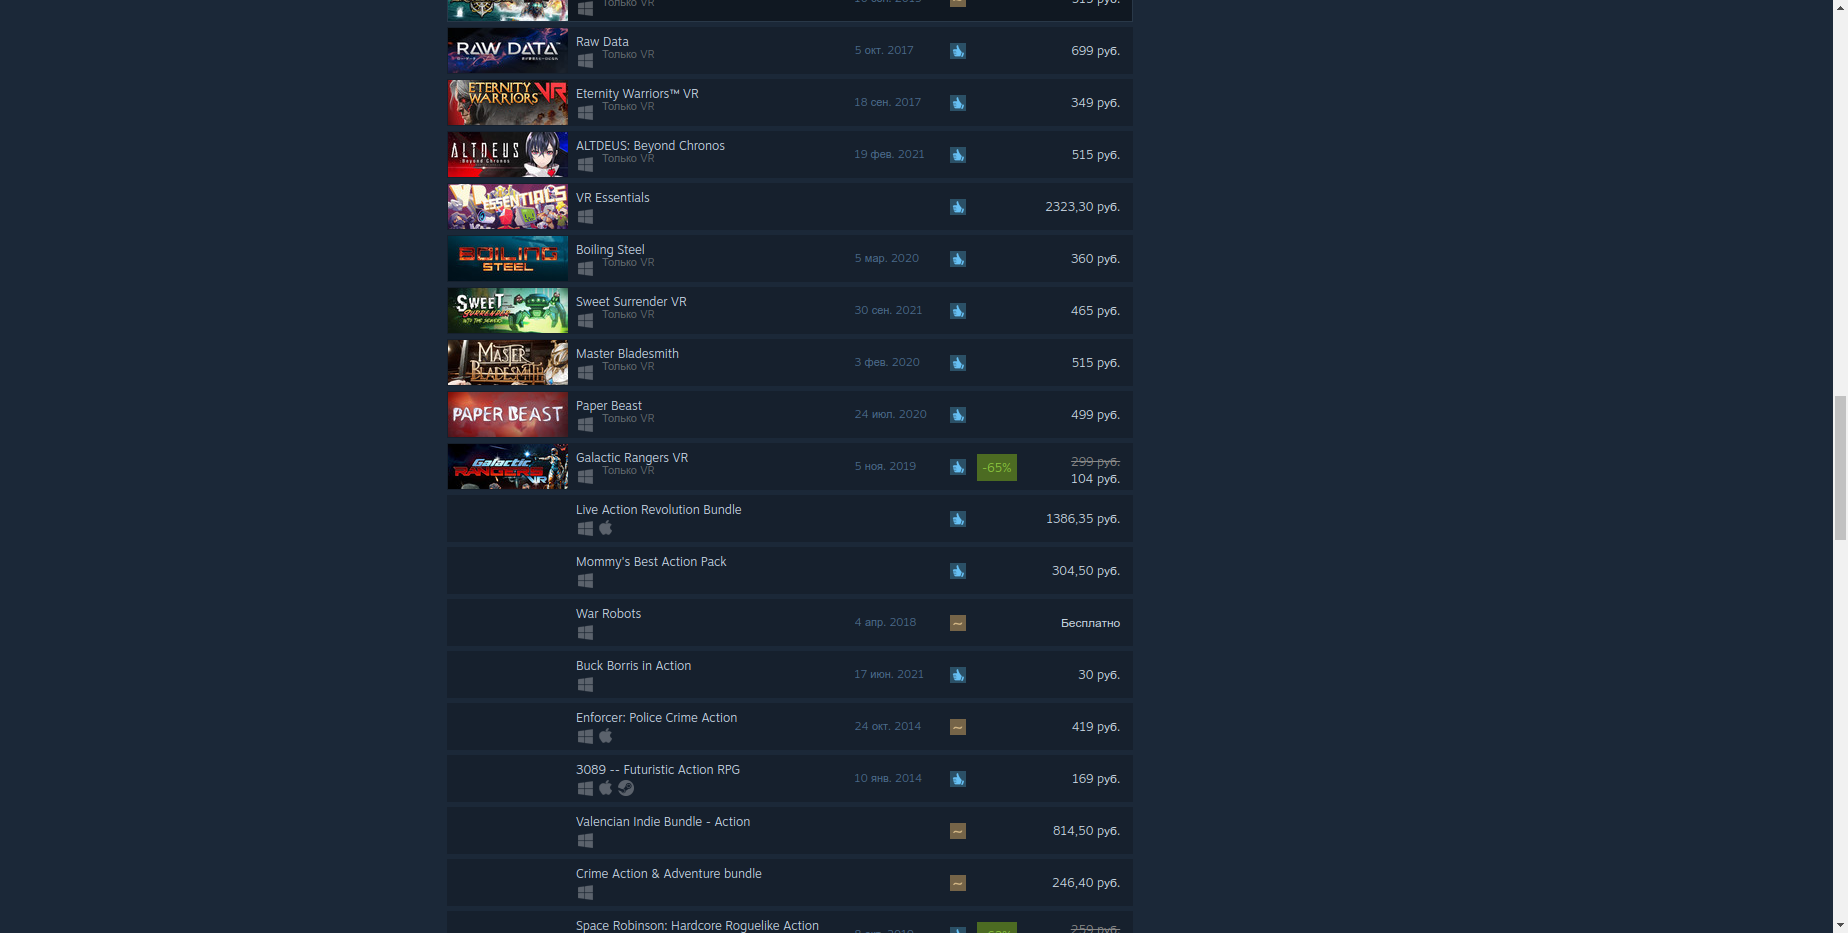 Только VR
515 руб.
RAW DATA
Raw Data
Только VR
5 окт. 2017
699 руб.
ETERNITY WARRIORS VR
Eternity Warriors™ VR
Только VR
18 сен. 2017
349 руб.
ALTDEUS
Beyond Chronos
ALTDEUS: Beyond Chronos
Только VR
19 фев. 2021
515 руб.
VR ESSENTIALS
VR Essentials
2323,30 руб.
BOILING
STEEL
Boiling Steel
Только VR
5 мар. 2020
360 руб.
SWEET
SURRENDER
INTO THE SEWERS
Sweet Surrender VR
Только VR
30 сен. 2021
465 руб.
MASTER
BLADESMITH
Master Bladesmith
Только VR
3 фев. 2020
515 руб.
PAPER BEAST
Paper Beast
Только VR
24 июл. 2020
499 руб.
Galactic
RANGERS
VR
Galactic Rangers VR
Только VR
5 ноя. 2019
-65%
299 руб.
104 руб.
Live Action Revolution Bundle
1386,35 руб.
Mommy's Best Action Pack
304,50 руб.
War Robots
4 апр. 2018
Бесплатно
Buck Borris in Action
17 июн. 2021
30 руб.
Enforcer: Police Crime Action
24 окт. 2014
419 руб.
3089 -- Futuristic Action RPG
10 янв. 2014
169 руб.
Valencian Indie Bundle - Action
814,50 руб.
Crime Action & Adventure bundle
246,40 руб.
Space Robinson: Hardcore Roguelike Action
259 руб.